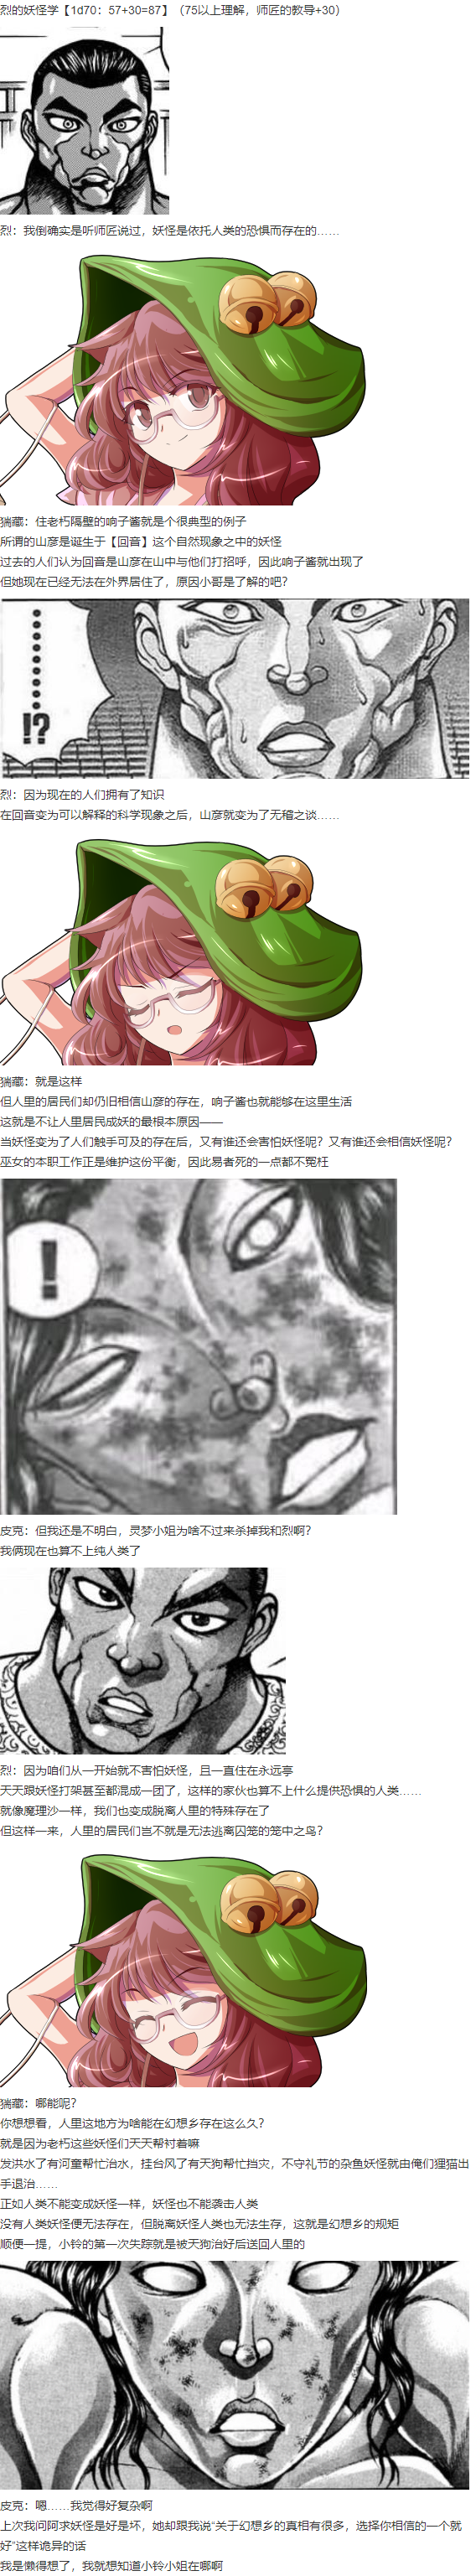 烈的妖怪学【1d70：57+30=87】（75以上理解，师匠的教导+30）
烈：我倒确实是听师匠说过，妖怪是依托人类的恐惧而存在的……
猯藏：住老朽隔壁的响子酱就是个很典型的例子
所谓的山彦是诞生于【回音】这个自然现象之中的妖怪
过去的人们认为回音是山彦在山中与他们打招呼，因此响子酱就出现了
但她现在已经无法在外界居住了，原因小哥是了解的吧？
………
!?
烈：因为现在的人们拥有了知识
在回音变为可以解释的科学现象之后，山彦就变为了无稽之谈……
猯藏：就是这样
但人里的居民们却仍旧相信山彦的存在，响子酱也就能够在这里生活
这就是不让人里居民成妖的最根本原因——
当妖怪变为了人们触手可及的存在后，又有谁还会害怕妖怪呢？又有谁还会相信妖怪呢？
巫女的本职工作正是维护这份平衡，因此易者死的一点都不冤枉
!
皮克：但我还是不明白，灵梦小姐为啥不过来杀掉我和烈啊？
我俩现在也算不上纯人类了
烈：因为咱们从一开始就不害怕妖怪，且一直住在永远亭
天天跟妖怪打架甚至都混成一团了，这样的家伙也算不上什么提供恐惧的人类……
就像魔理沙一样，我们也变成脱离人里的特殊存在了
但这样一来，人里的居民们岂不就是无法逃离囚笼的笼中之鸟？
猯藏：哪能呢？
你想想看，人里这地方为啥能在幻想乡存在这么久？
就是因为老朽这些妖怪们天天帮衬着嘛
发洪水了有河童帮忙治水，挂台风了有天狗帮忙挡灾，不守礼节的杂鱼妖怪就由俺们狸猫出
手退治……
正如人类不能变成妖怪一样，妖怪也不能袭击人类
没有人类妖怪便无法存在，但脱离妖怪人类也无法生存，这就是幻想乡的规矩
顺便一提，小铃的第一次失踪就是被天狗治好后送回人里的
皮克：嗯……我觉得好复杂啊
上次我问阿求妖怪是好是坏，她却跟我说“关于幻想乡的真相有很多，选择你相信的一个就
好”这样诡异的话
我是懒得想了，我就想知道小铃小姐在哪啊